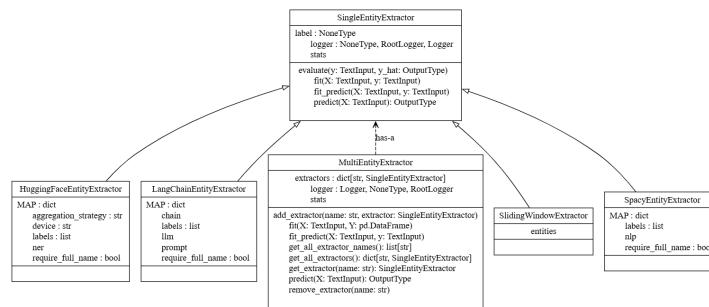 SingleEntityExtractor
label : NoneType
logger : NoneType, RootLogger, Logger
stats
evaluate(y: TextInput, y_hat: OutputType)
fit(X: TextInput, y: TextInput)
fit_predict(X: TextInput, y: TextInput)
predict(X: TextInput): OutputType
has-a
HuggingFaceEntityExtractor
MAP : dict
aggregation_strategy : str
device : str
labels : list
ner
require_full_name : bool
LangChainEntityExtractor
MAP : dict
chain
labels : list
llm
prompt
require_full_name : bool
MultiEntityExtractor
extractors : dict[str, SingleEntityExtractor]
logger : Logger, NoneType, RootLogger
stats
add_extractor(name: str, extractor: SingleEntityExtractor)
fit(X: TextInput, Y: pd.DataFrame)
fit_predict(X: TextInput, y: TextInput)
get_all_extractor_names(): list[str]
get_all_extractors(): dict[str, SingleEntityExtractor]
get_extractor(name: str): SingleEntityExtractor
predict(X: TextInput): OutputType
remove_extractor(name: str)
SlidingWindowExtractor
entities
SpacyEntityExtractor
MAP : dict
labels : list
nlp
require_full_name : bool